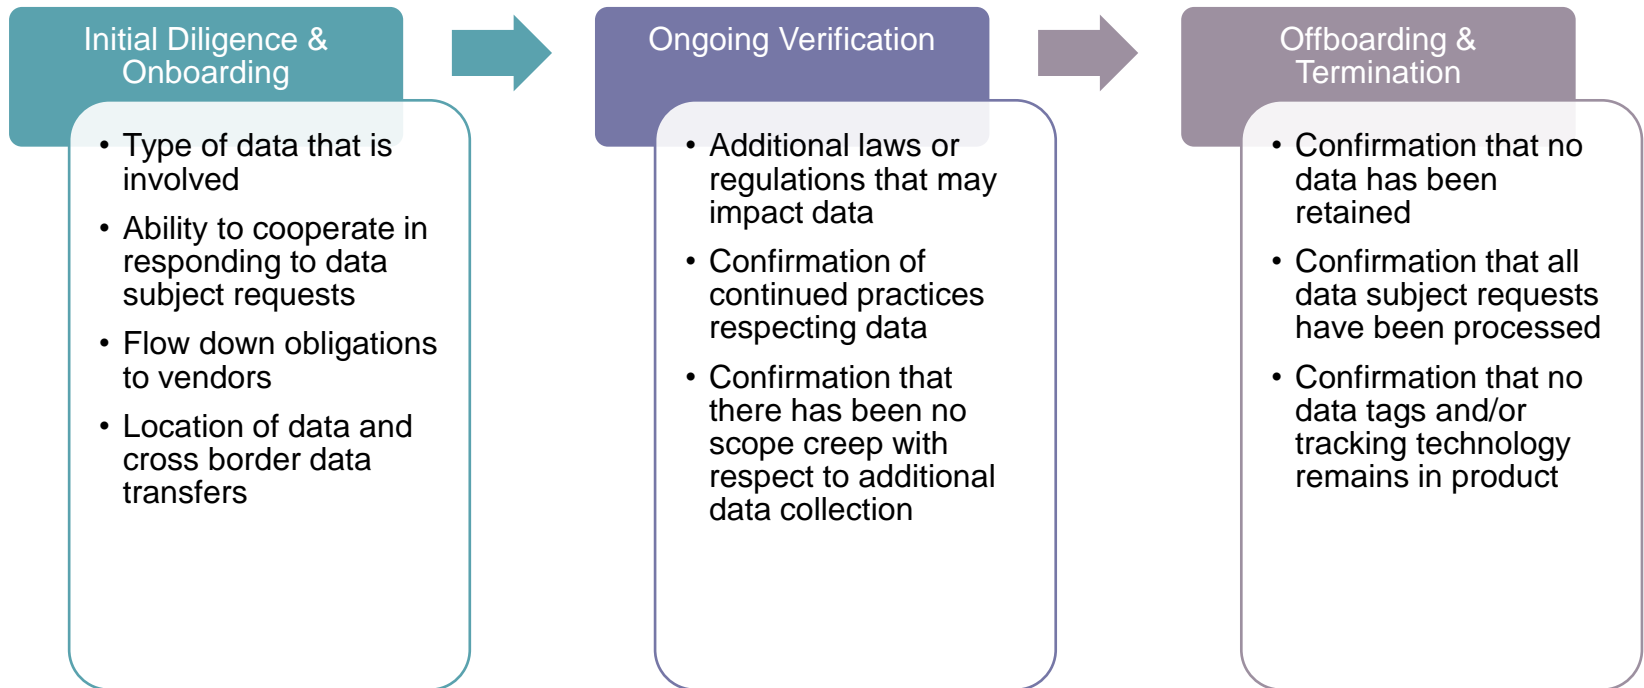 Initial Diligence &
Onboarding
• Type of data that is
involved
• Ability to cooperate in
responding to data
subject requests
• Flow down obligations
to vendors
• Location of data and
cross border data
transfers
Ongoing Verification
• Additional laws or
regulations that may
impact data
• Confirmation of
continued practices
respecting data
• Confirmation that
there has been no
scope creep with
respect to additional
data collection
Offboarding &
Termination
• Confirmation that no
data has been
retained
• Confirmation that all
data subject requests
have been processed
• Confirmation that no
data tags and/or
tracking technology
remains in product